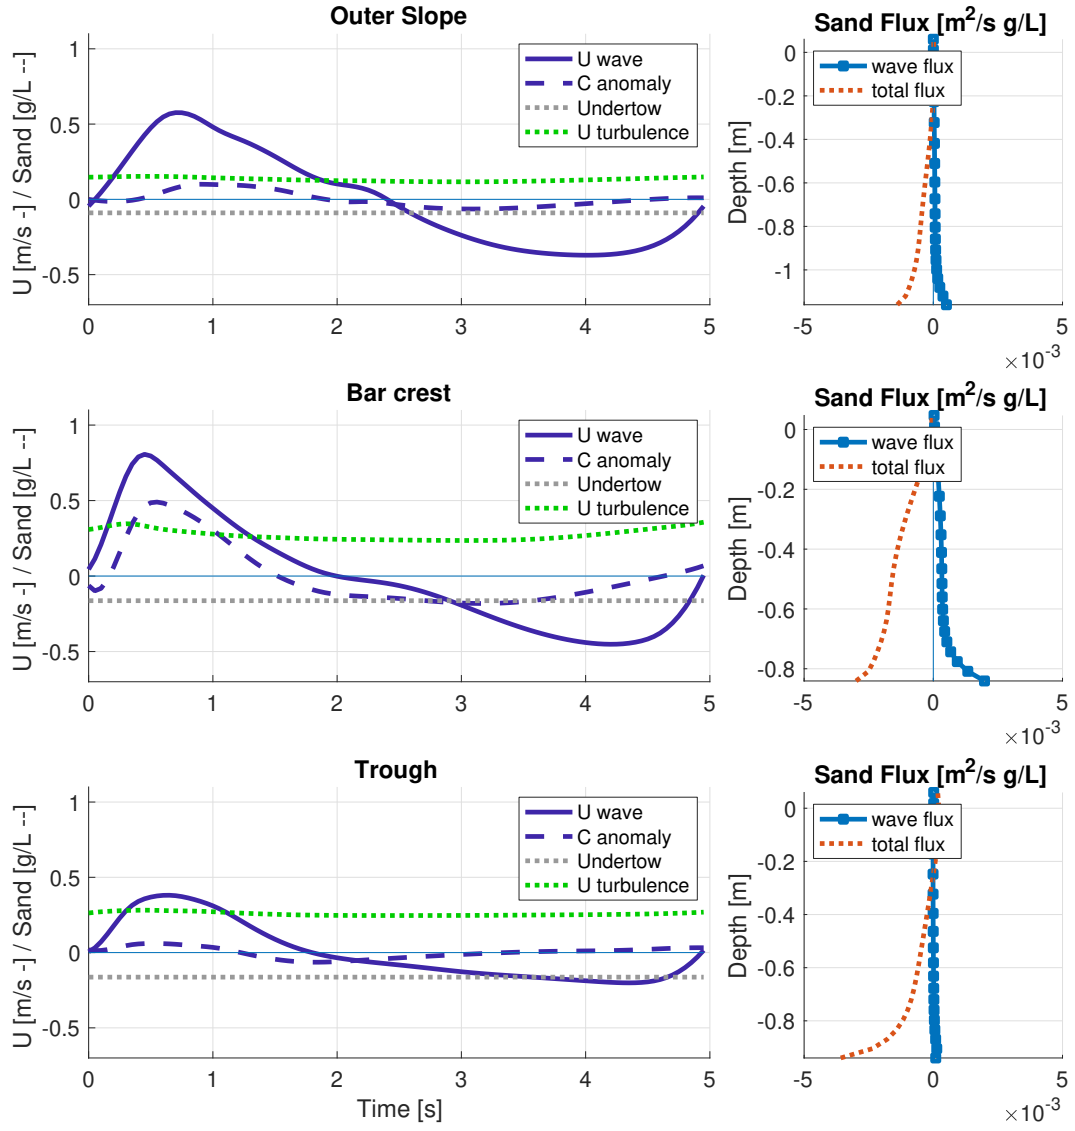 Outer Slope
U [m/s -] / Sand [g/L --]
1
0.5
0
-0.5
0 1 2 3 4 5
U wave
C anomaly
Undertow
U turbulence
Sand Flux [m²/s g/L]
Depth [m]
0
-0.2
-0.4
-0.6
-0.8
-1
-5 0 5
×10⁻³
wave flux
total flux
Bar crest
U [m/s -] / Sand [g/L --]
1
0.5
0
-0.5
0 1 2 3 4 5
U wave
C anomaly
Undertow
U turbulence
Sand Flux [m²/s g/L]
Depth [m]
0
-0.2
-0.4
-0.6
-0.8
-5 0 5
×10⁻³
wave flux
total flux
Trough
U [m/s -] / Sand [g/L --]
1
0.5
0
-0.5
0 1 2 3 4 5
Time [s]
U wave
C anomaly
Undertow
U turbulence
Sand Flux [m²/s g/L]
Depth [m]
0
-0.2
-0.4
-0.6
-0.8
-5 0 5
×10⁻³
wave flux
total flux